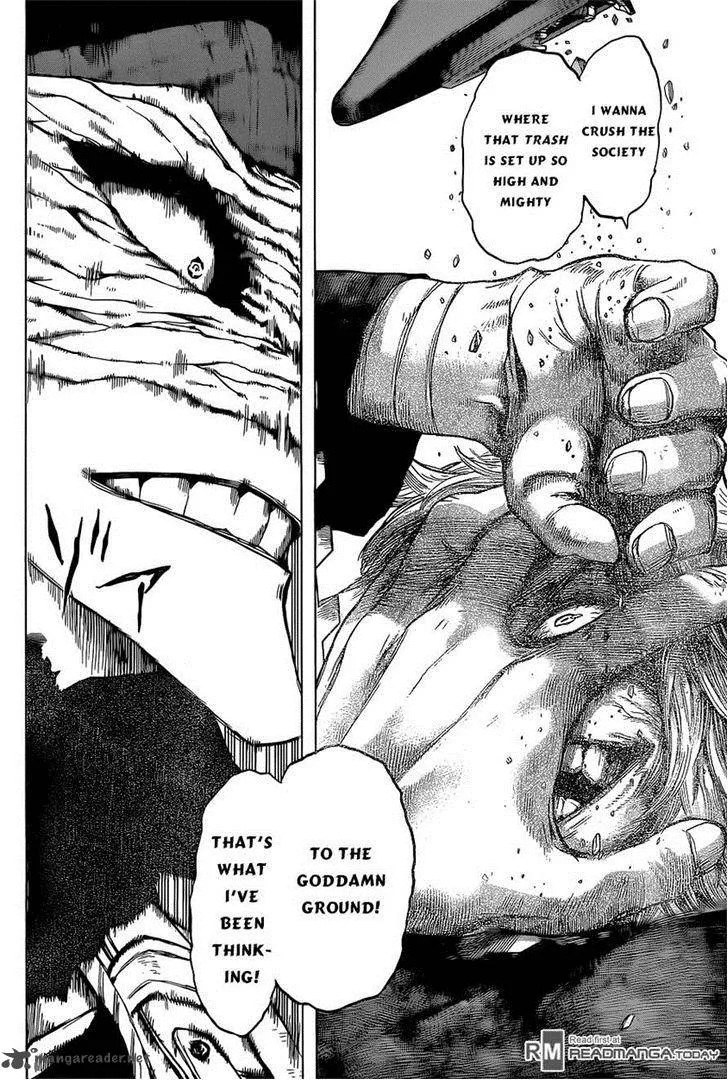 I WANNA
CRUSH THE
SOCIETY
WHERE
THAT TRASH
IS SET UP SO
HIGH AND
MIGHTY
TO THE
GODDAMN
GROUND!
THAT'S
WHAT
I'VE
BEEN
THINK-
ING!
mangareader.net
RM Read first at
READMANGA.TODAY